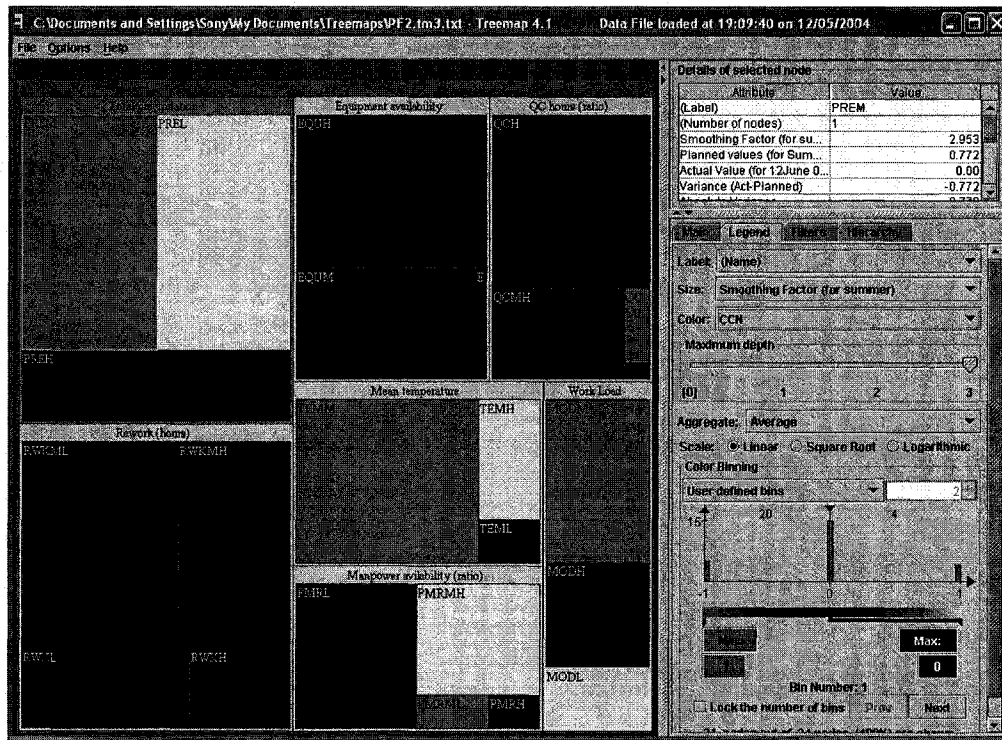 C:\Documents and Settings\Sony\My Documents\Treemaps\PF2.tm3.txt - Treemap 4.1 Data File loaded at 19:09:40 on 12/05/2004
File Options Help
PREL
PREH
Equipment availability
EQUH
EQUM
E
QC hours (ratio)
QCH
QCMH
Rework (hours)
RWKML
RWKMH
RWKH
Mean temperature
TEMM
TEMH
TEML
Work Load
MODH
MODL
Manpower avilability (ratio)
PMRMH
PMRH
Details of selected node
Attribute Value
(Label) PREM
(Number of nodes) 1
Smoothing Factor (for su... 2.953
Planned values (for Sum... 0.772
Actual Value (for 12June 0... 0.00
Variance (Act-Planned) -0.772
Main Legend Filters Hierarchy
Label: (Name)
Size: Smoothing Factor (for summer)
Color: CCN
Maximum depth
[0] 1 2 3
Aggregate: Average
Scale: Linear Square Root Logarithmic
Color Binning
User defined bins 2
15 20 4
-1 0 1
Max:
0
Bin Number: 1
Lock the number of bins Prev Next